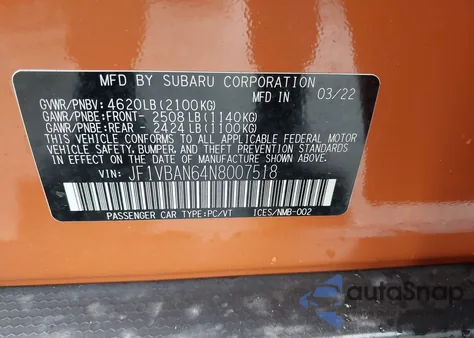 MFD BY SUBARU CORPORATION
GVWR/PNBV: 4620LB(2100KG) MFD IN 03/22
GAWR/PNBE:FRONT- 2508LB(1140KG)
GAWR/PNBE:REAR - 2424LB(1100KG)
THIS VEHICLE CONFORMS TO ALL APPLICABLE FEDERAL MOTOR
VEHICLE SAFETY, BUMPER, AND THEFT PREVENTION STANDARDS
IN EFFECT ON THE DATE OF MANUFACTURE SHOWN ABOVE.
VIN: JF1VBAN64N8007518
PASSENGER CAR TYPE:PC/VT ICES/NMB-002
autoSnap